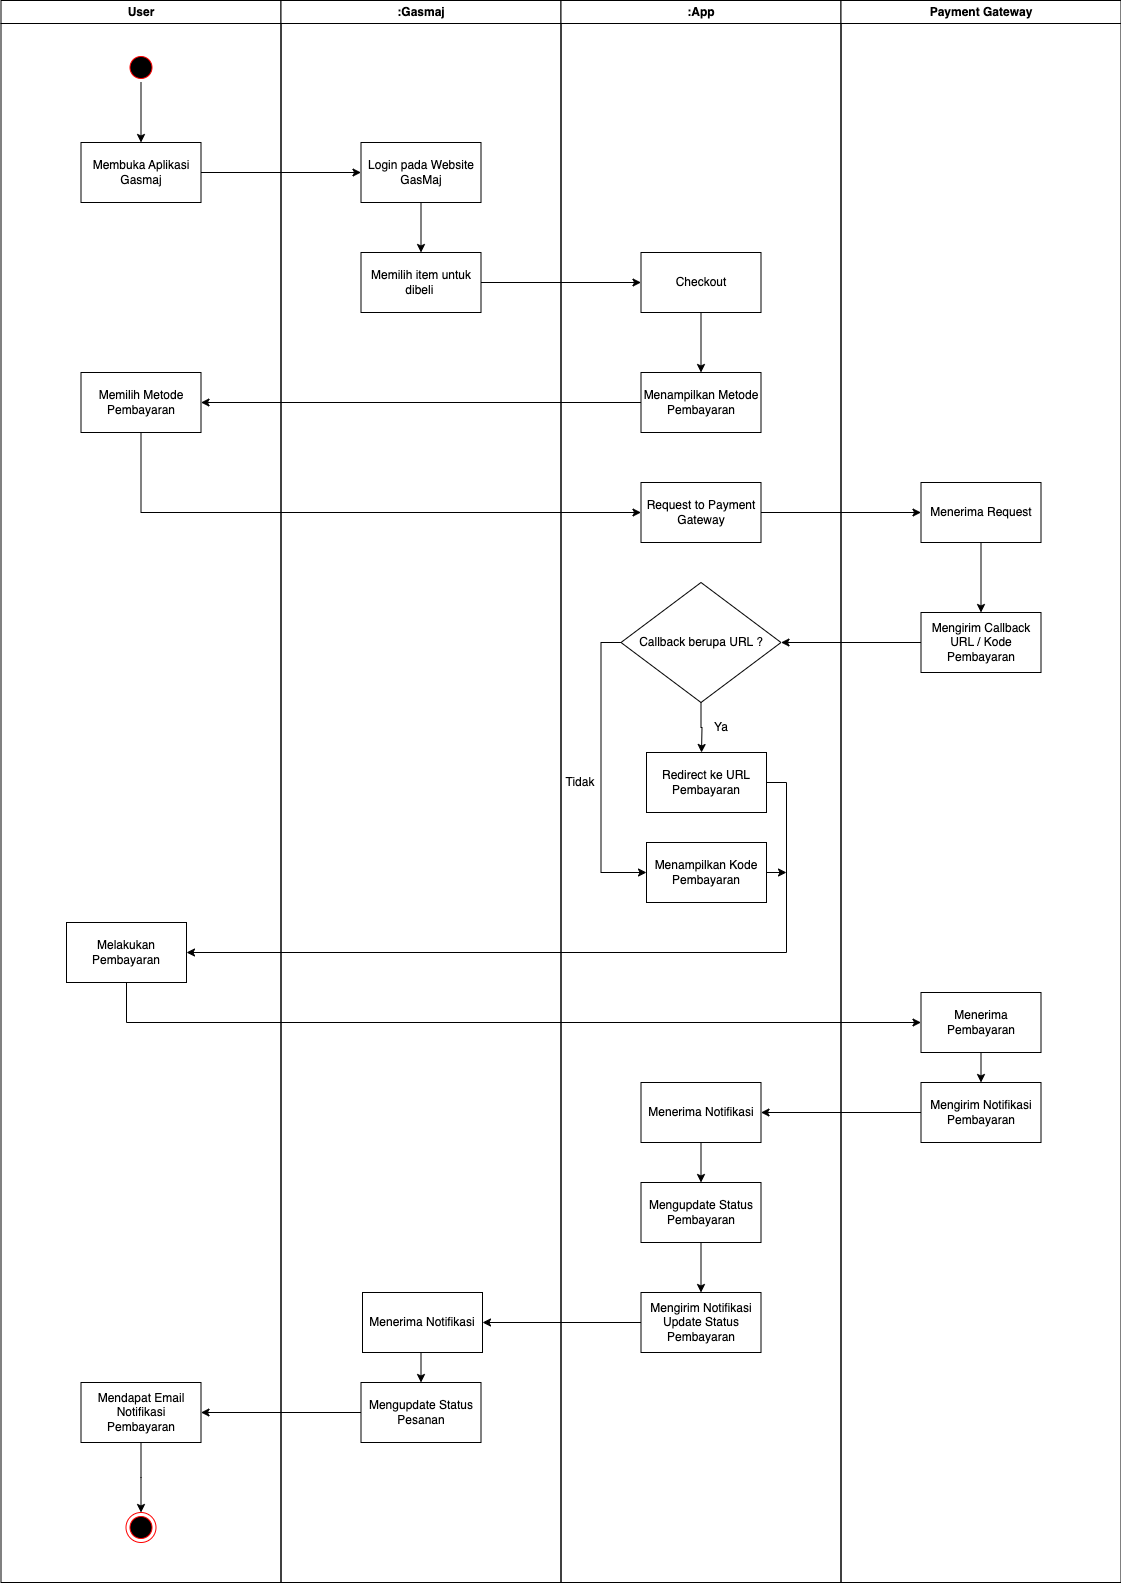 User
:Gasmaj
:App
Payment Gateway
Membuka Aplikasi
Gasmaj
Login pada Website
GasMaj
Memilih item untuk
dibeli
Checkout
Memilih Metode
Pembayaran
Menampilkan Metode
Pembayaran
Request to Payment
Gateway
Menerima Request
Callback berupa URL ?
Mengirim Callback
URL / Kode
Pembayaran
Ya
Tidak
Redirect ke URL
Pembayaran
Menampilkan Kode
Pembayaran
Melakukan
Pembayaran
Menerima
Pembayaran
Menerima Notifikasi
Mengirim Notifikasi
Pembayaran
Mengupdate Status
Pembayaran
Menerima Notifikasi
Mengirim Notifikasi
Update Status
Pembayaran
Mendapat Email
Notifikasi
Pembayaran
Mengupdate Status
Pesanan